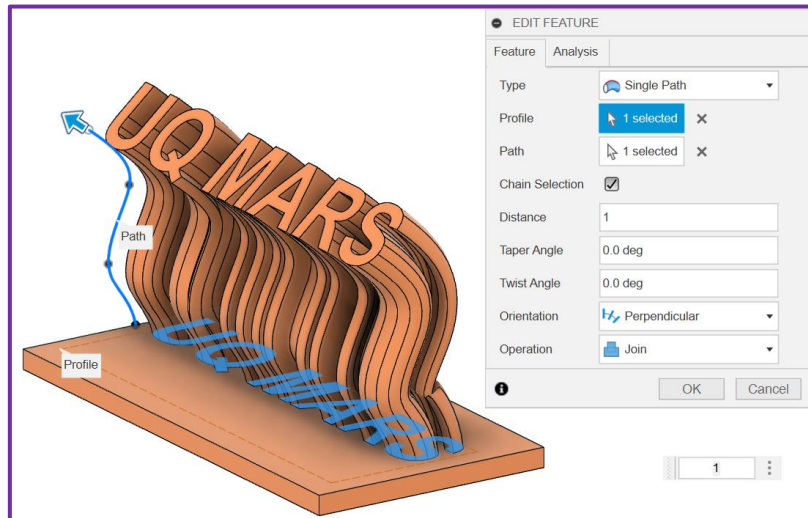 EDIT FEATURE
Feature Analysis
Type Single Path
Profile 1 selected
Path 1 selected
Chain Selection
Distance 1
Taper Angle 0.0 deg
Twist Angle 0.0 deg
Orientation Perpendicular
Operation Join
OK Cancel
UQ MARS
Path
Profile
UQ MARS
1